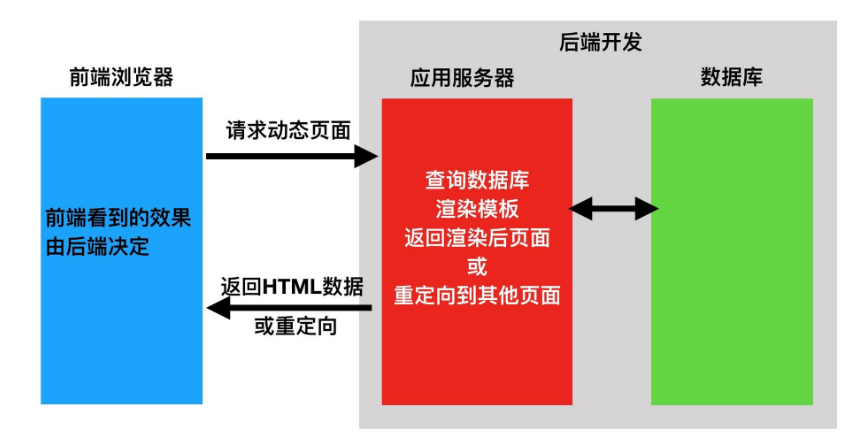 后端开发
前端浏览器
应用服务器
数据库
请求动态页面
前端看到的效果
由后端决定
查询数据库
渲染模板
返回渲染后页面
或
重定向到其他页面
返回HTML数据
或重定向